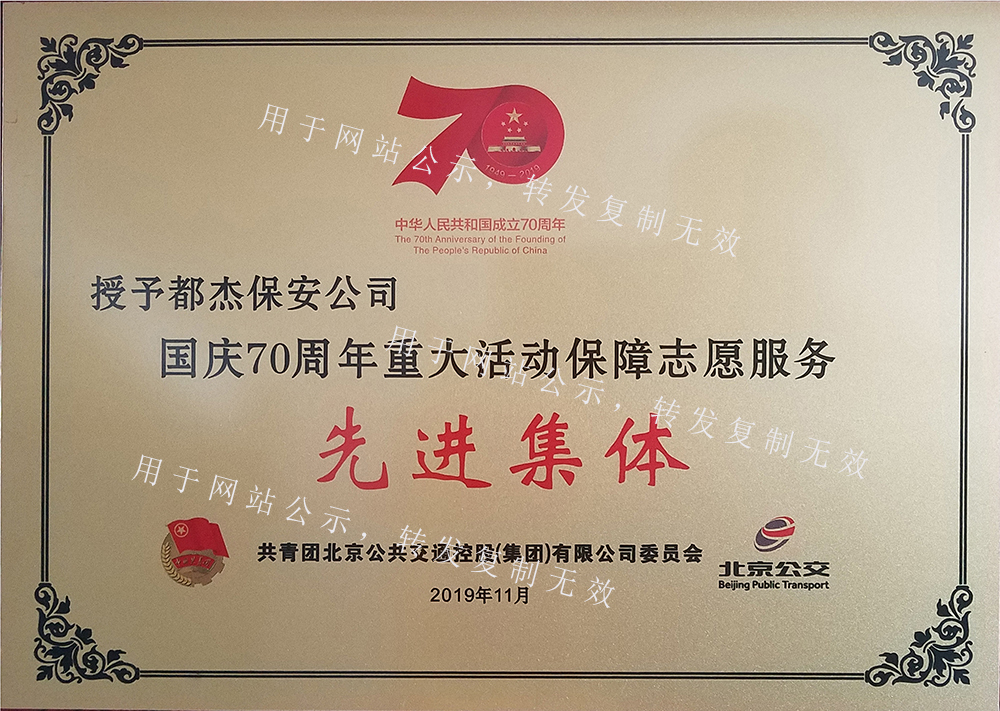 70
1949－2019
中华人民共和国成立70周年
The 70th Anniversary of the Founding of
The People's Republic of China
用于网站公示，转发复制无效
授予都杰保安公司
国庆70周年重大活动保障志愿服务
用于网站公示，转发复制无效
先进集体
用于网站公示，转发复制无效
共青团北京公共交通控股(集团)有限公司委员会
2019年11月
北京公交
Beijing Public Transport